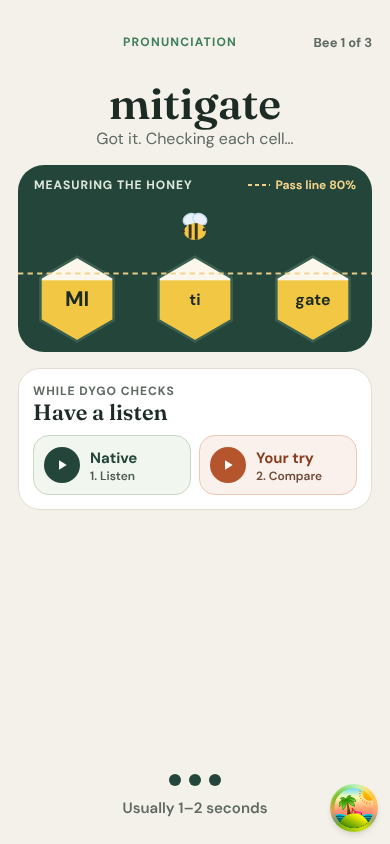 PRONUNCIATION
Bee 1 of 3
mitigate
Got it. Checking each cell…
MEASURING THE HONEY
Pass line 80%
MI
ti
gate
WHILE DYGO CHECKS
Have a listen
Native
1. Listen
Your try
2. Compare
Usually 1–2 seconds